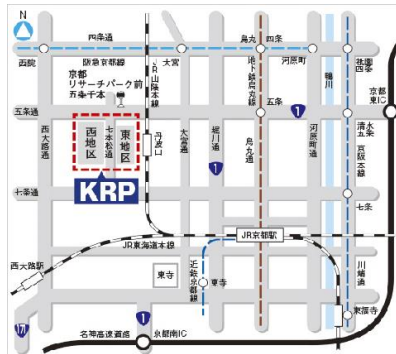 N
四条通
烏丸
四条
西院
阪急京都線
大宮
河原町
祇園
四条
京都
リサーチパーク前
五条千本
JR山陰本線
地下鉄烏丸線
鴨川
京都
東IC
五条通
五条
1
清水
五条
西大路通
西地区
七本松通
東地区
丹波口
大宮通
堀川通
1
烏丸通
河原町通
京阪本線
KRP
七条通
七条
JR京都駅
JR東海道本線
西大路駅
東寺
近鉄京都線
東寺
川端通
171
1
東福寺
名神高速道路
京都南IC